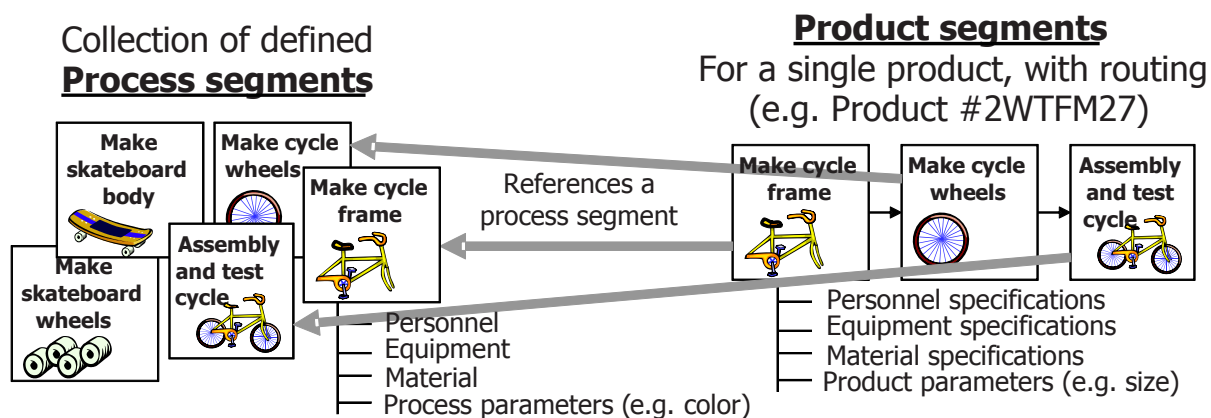 Collection of defined
Process segments
Make
skateboard
body
Make cycle
wheels
Make cycle
frame
Assembly
and test
cycle
Make
skateboard
wheels
Personnel
Equipment
Material
Process parameters (e.g. color)
References a
process segment
Product segments
For a single product, with routing
(e.g. Product #2WTFM27)
Make cycle
frame
Make cycle
wheels
Assembly
and test
cycle
Personnel specifications
Equipment specifications
Material specifications
Product parameters (e.g. size)